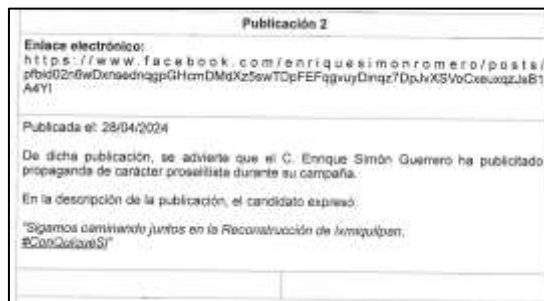 Publicación 2
Enlace electrónico:
https://www.facebook.com/enriquesimonromero/posts/
Publicada el: 28/04/2024
De dicha publicación, se advierte que el C. Enrique Simón Guerrero ha publicitado
propaganda de carácter proselitista durante su campaña.
En la descripción de la publicación, el candidato expresó:
"Sigamos caminando juntos en la Reconstrucción de Ixmiquilpan.
#ConQuiqueSí"